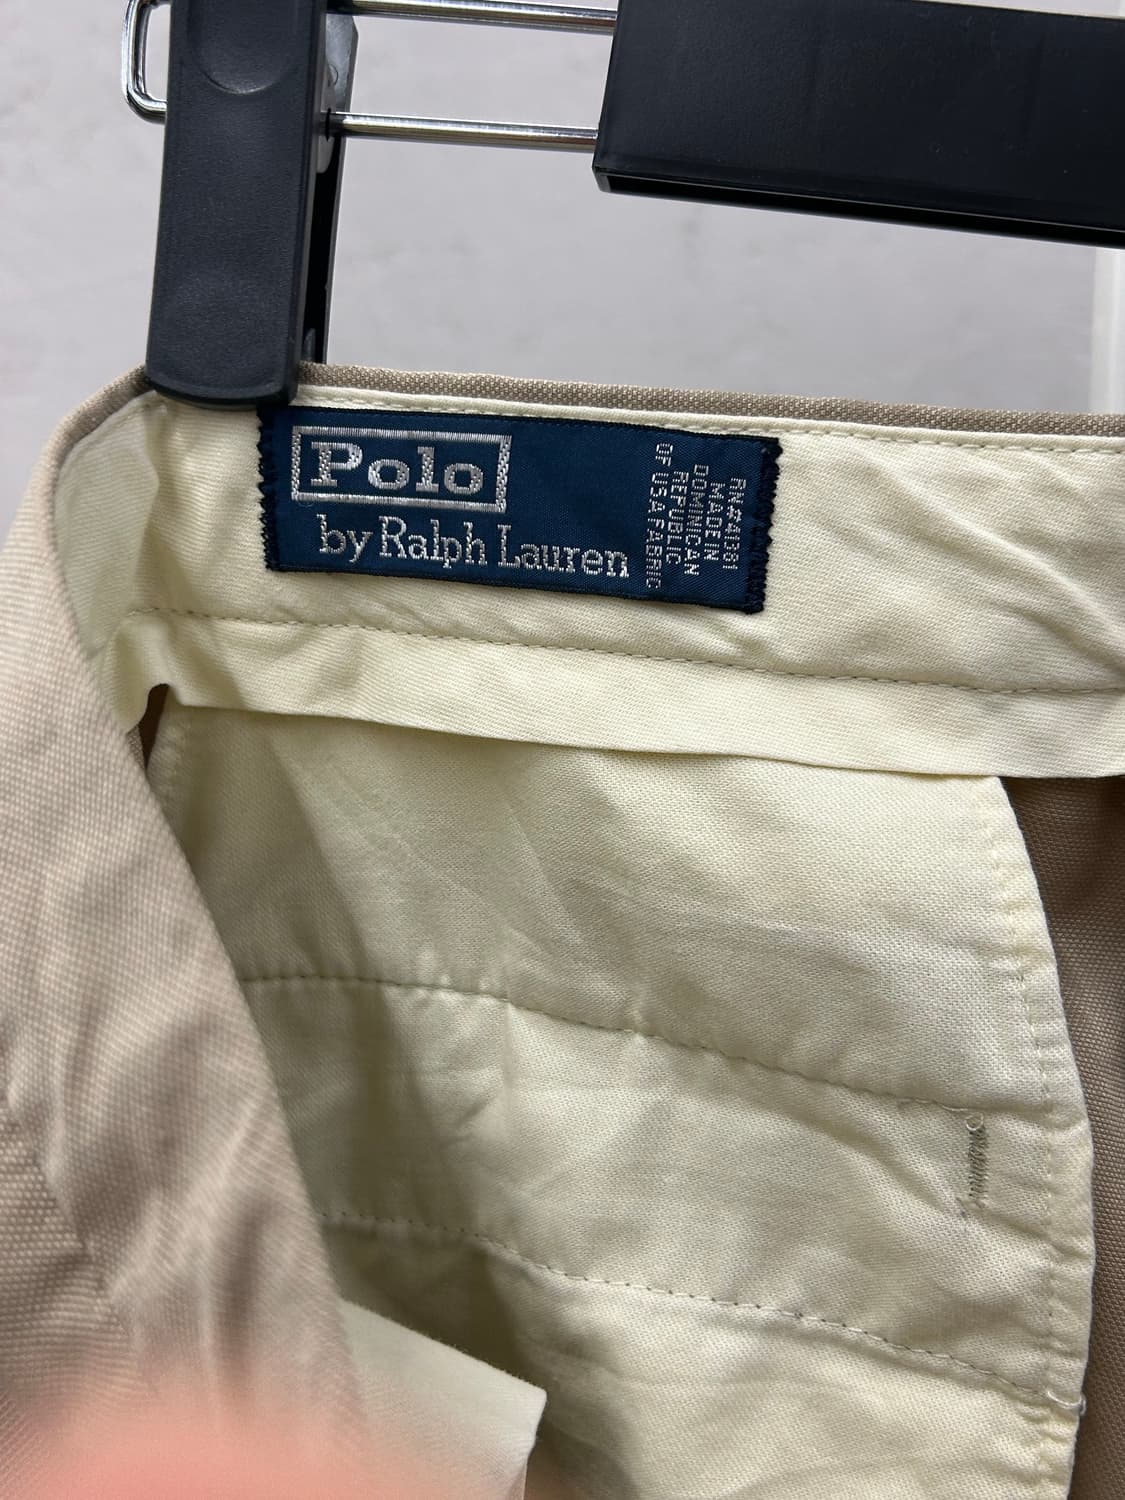 Polo
by Ralph Lauren
RN#41381
MADE IN
DOMINICAN
REPUBLIC
OF USA FABRIC